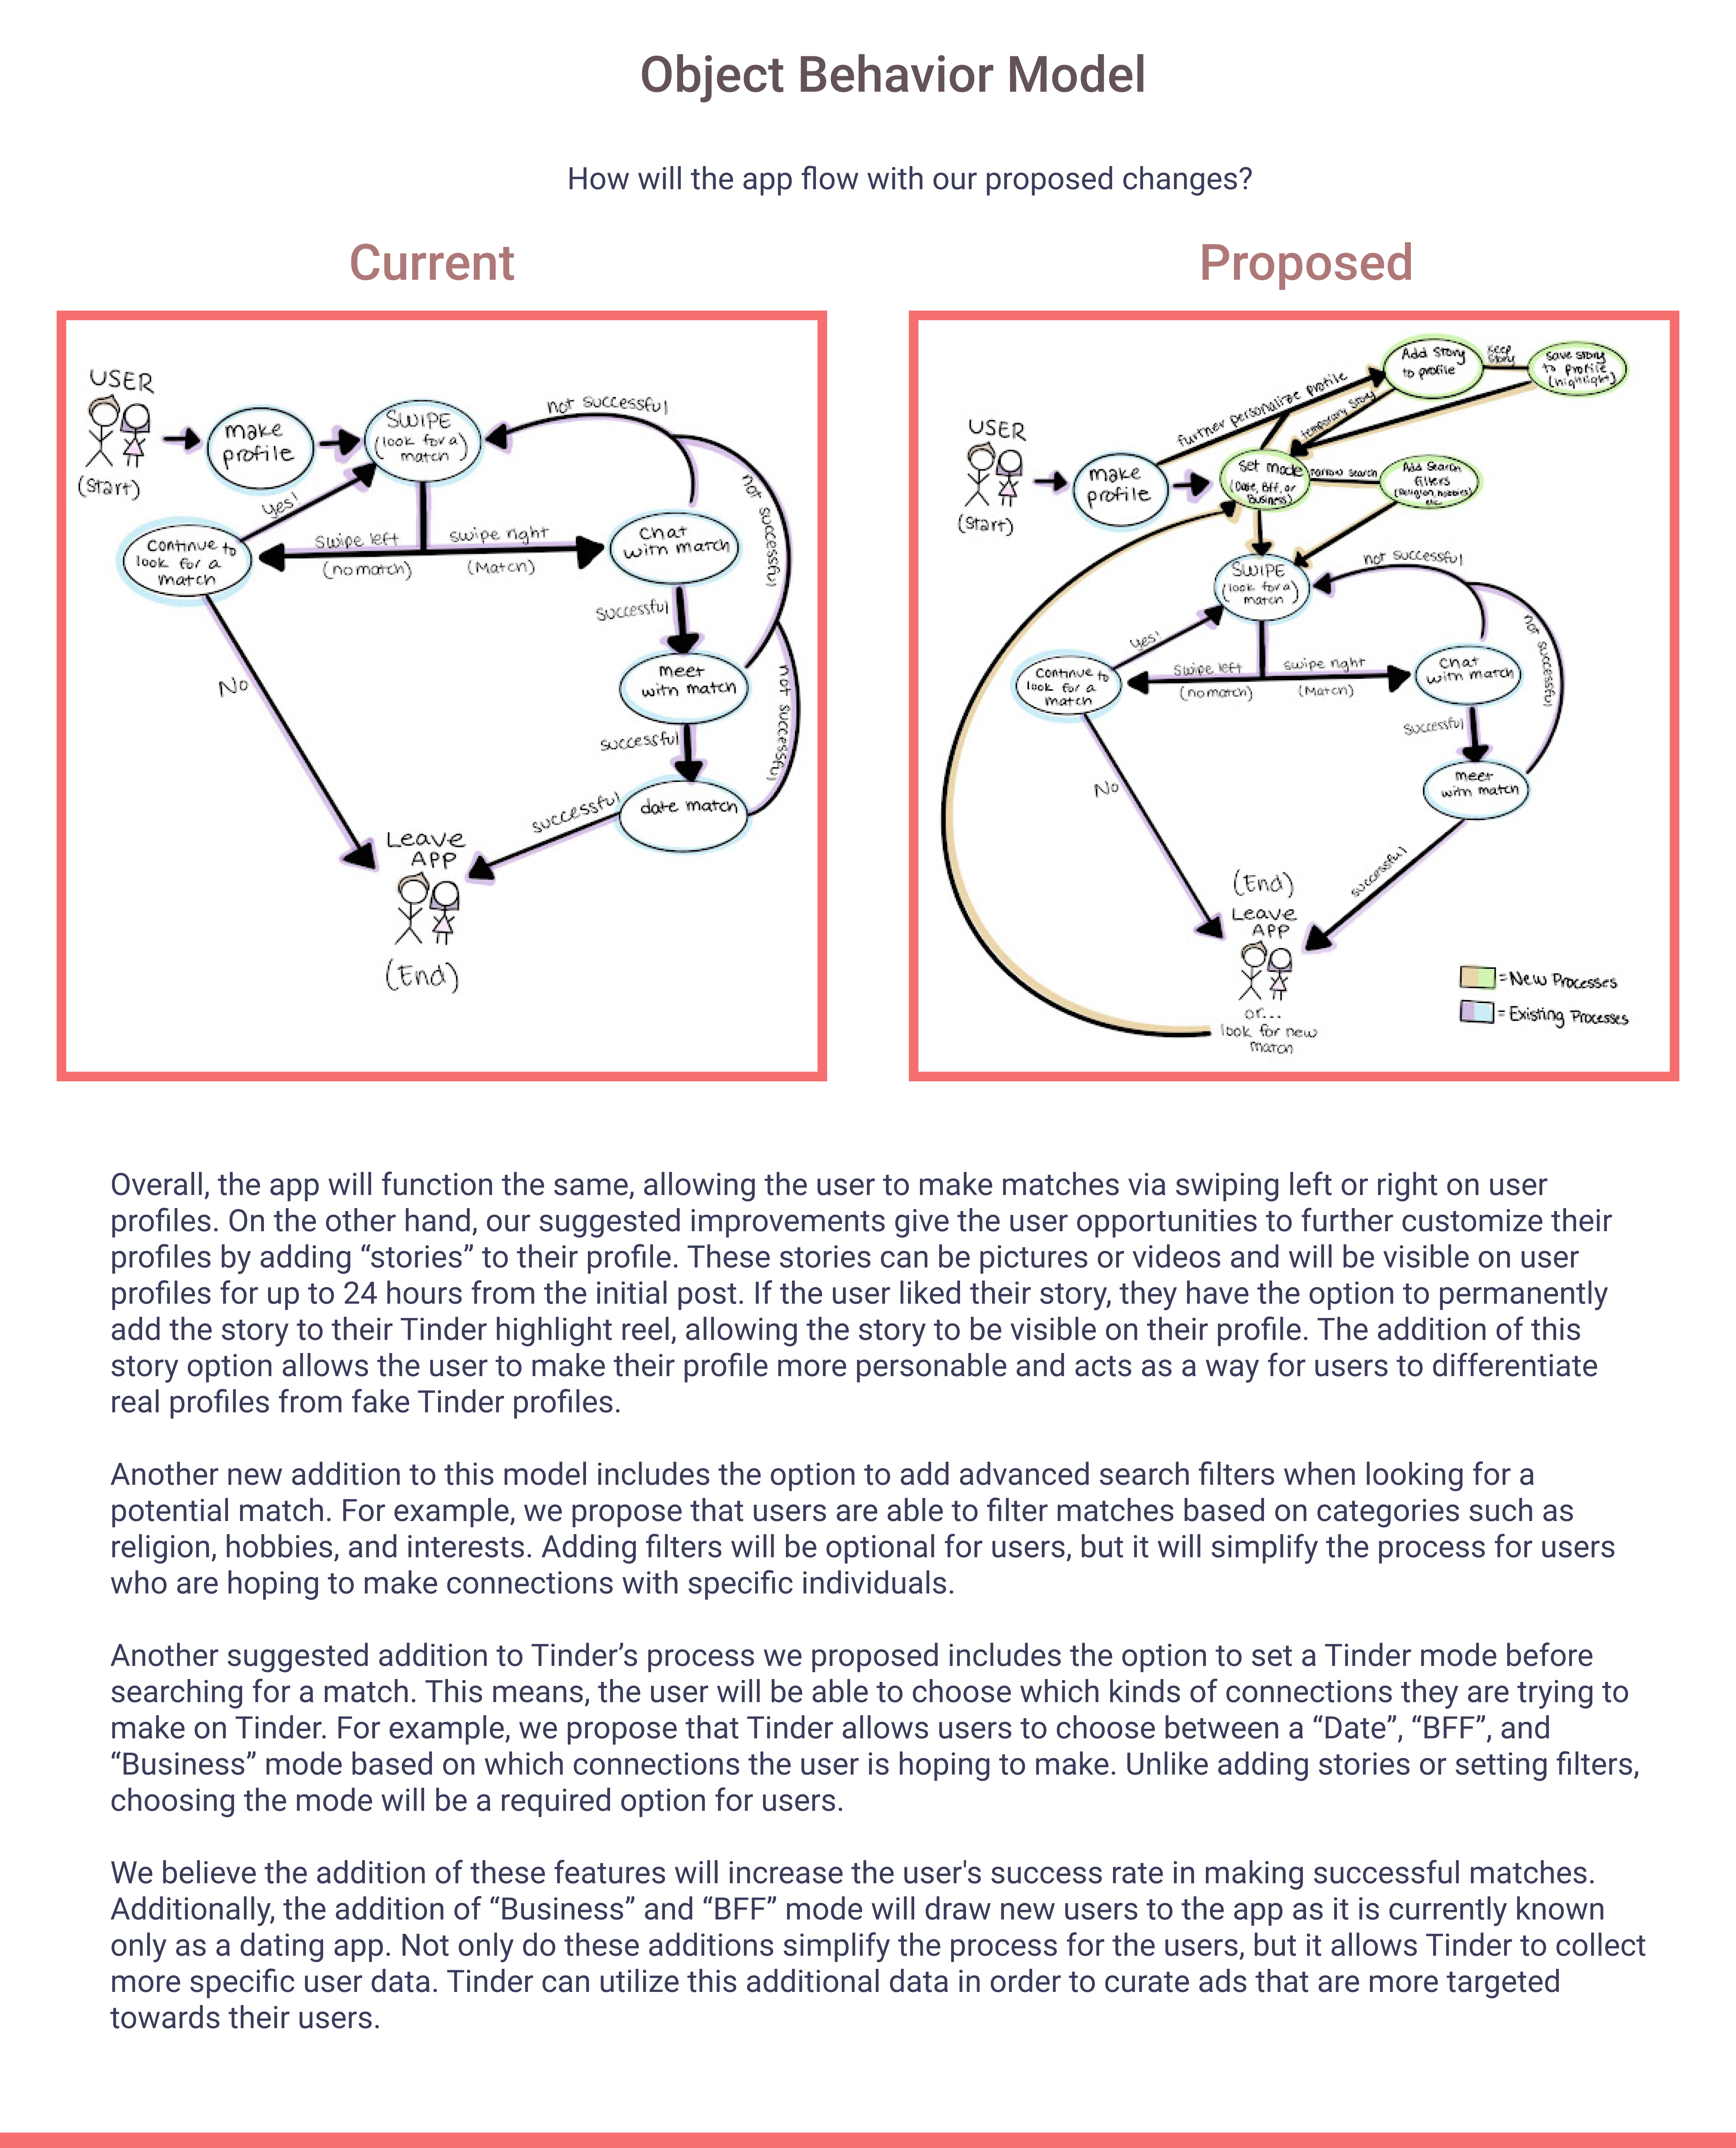 Object Behavior Model
How will the app flow with our proposed changes?
Current
USER
(Start)
make
profile
SWIPE
(look for a)
match
not successful
yes!
Continue to
look for a
match
swipe left
(no match)
swipe right
(Match)
Chat
with match
not successful
successful
meet
with match
No
successful
not successful
date match
successful
Leave
APP
(End)
Proposed
USER
(Start)
make
profile
further personalize profile
Add Story
to profile
Keep
Story
Save story
to Profile
(highlight)
temporary Story
Set mode
(Date, Bff, or
Business)
narrow search
Add Search
filters
(Religion, hobbies)
etc.
SWIPE
(look for a)
match
not successful
yes!
Continue to
look for a
match
Swipe left
(no match)
swipe right
(Match)
Chat
with match
not successful
successful
meet
with match
No
successful
(End)
Leave
APP
or...
look for new
match
= New Processes
= Existing Processes
Overall, the app will function the same, allowing the user to make matches via swiping left or right on user
profiles. On the other hand, our suggested improvements give the user opportunities to further customize their
profiles by adding “stories” to their profile. These stories can be pictures or videos and will be visible on user
profiles for up to 24 hours from the initial post. If the user liked their story, they have the option to permanently
add the story to their Tinder highlight reel, allowing the story to be visible on their profile. The addition of this
story option allows the user to make their profile more personable and acts as a way for users to differentiate
real profiles from fake Tinder profiles.
Another new addition to this model includes the option to add advanced search filters when looking for a
potential match. For example, we propose that users are able to filter matches based on categories such as
religion, hobbies, and interests. Adding filters will be optional for users, but it will simplify the process for users
who are hoping to make connections with specific individuals.
Another suggested addition to Tinder’s process we proposed includes the option to set a Tinder mode before
searching for a match. This means, the user will be able to choose which kinds of connections they are trying to
make on Tinder. For example, we propose that Tinder allows users to choose between a “Date”, “BFF”, and
“Business” mode based on which connections the user is hoping to make. Unlike adding stories or setting filters,
choosing the mode will be a required option for users.
We believe the addition of these features will increase the user's success rate in making successful matches.
Additionally, the addition of “Business” and “BFF” mode will draw new users to the app as it is currently known
only as a dating app. Not only do these additions simplify the process for the users, but it allows Tinder to collect
more specific user data. Tinder can utilize this additional data in order to curate ads that are more targeted
towards their users.